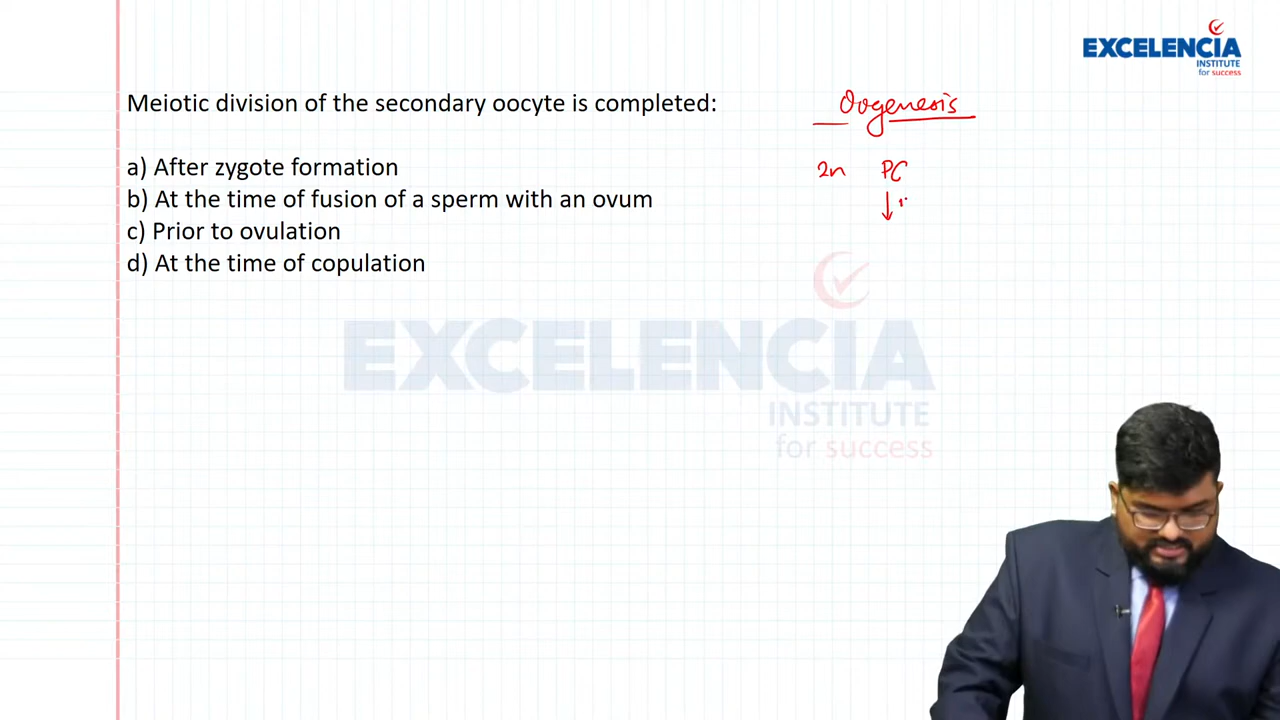 EXCELENCIA
INSTITUTE
for success
Meiotic division of the secondary oocyte is completed:
Oogenesis
a) After zygote formation
2n PC
b) At the time of fusion of a sperm with an ovum
c) Prior to ovulation
d) At the time of copulation
EXCELENCIA
INSTITUTE
for success